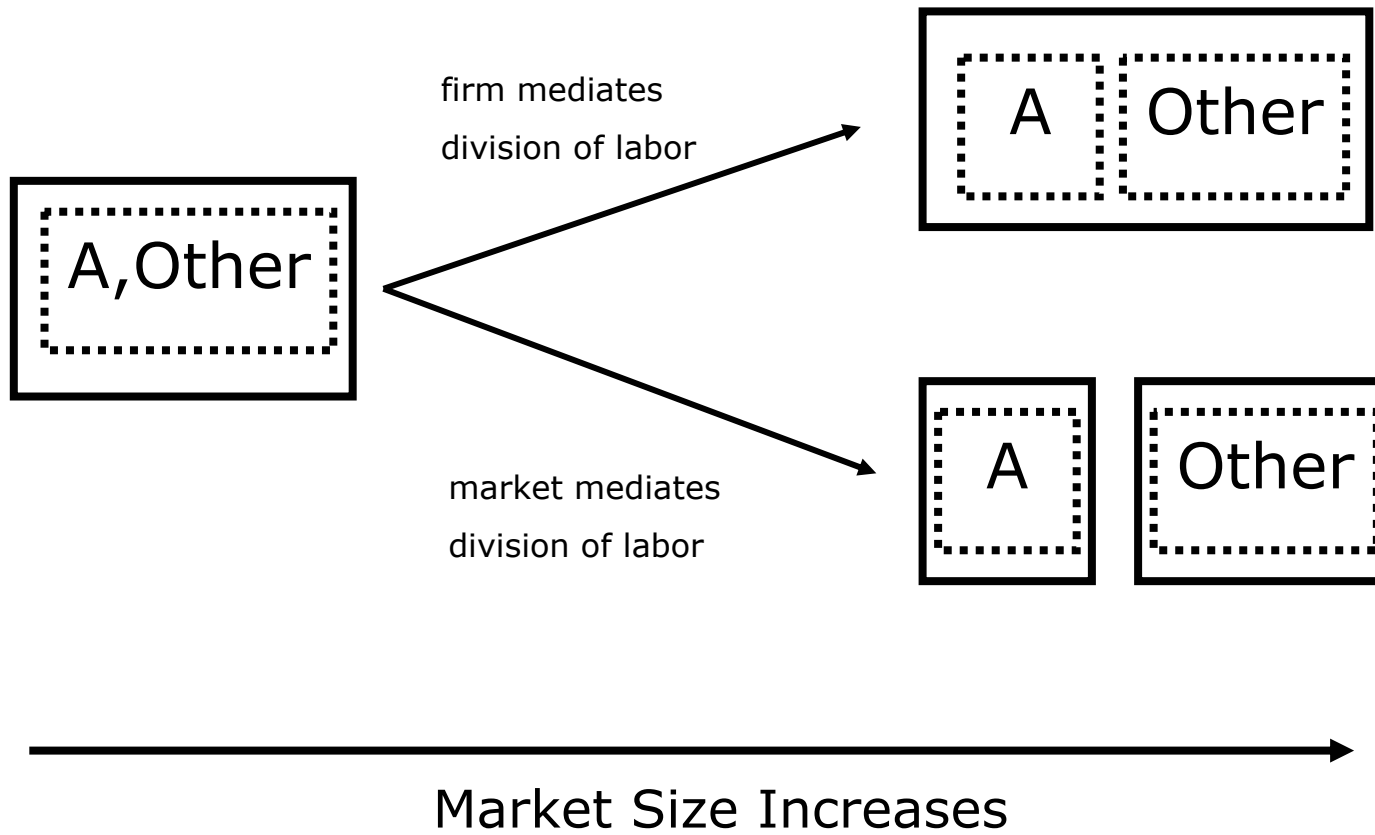 firm mediates
division of labor
A
Other
A,Other
market mediates
division of labor
A
Other
Market Size Increases